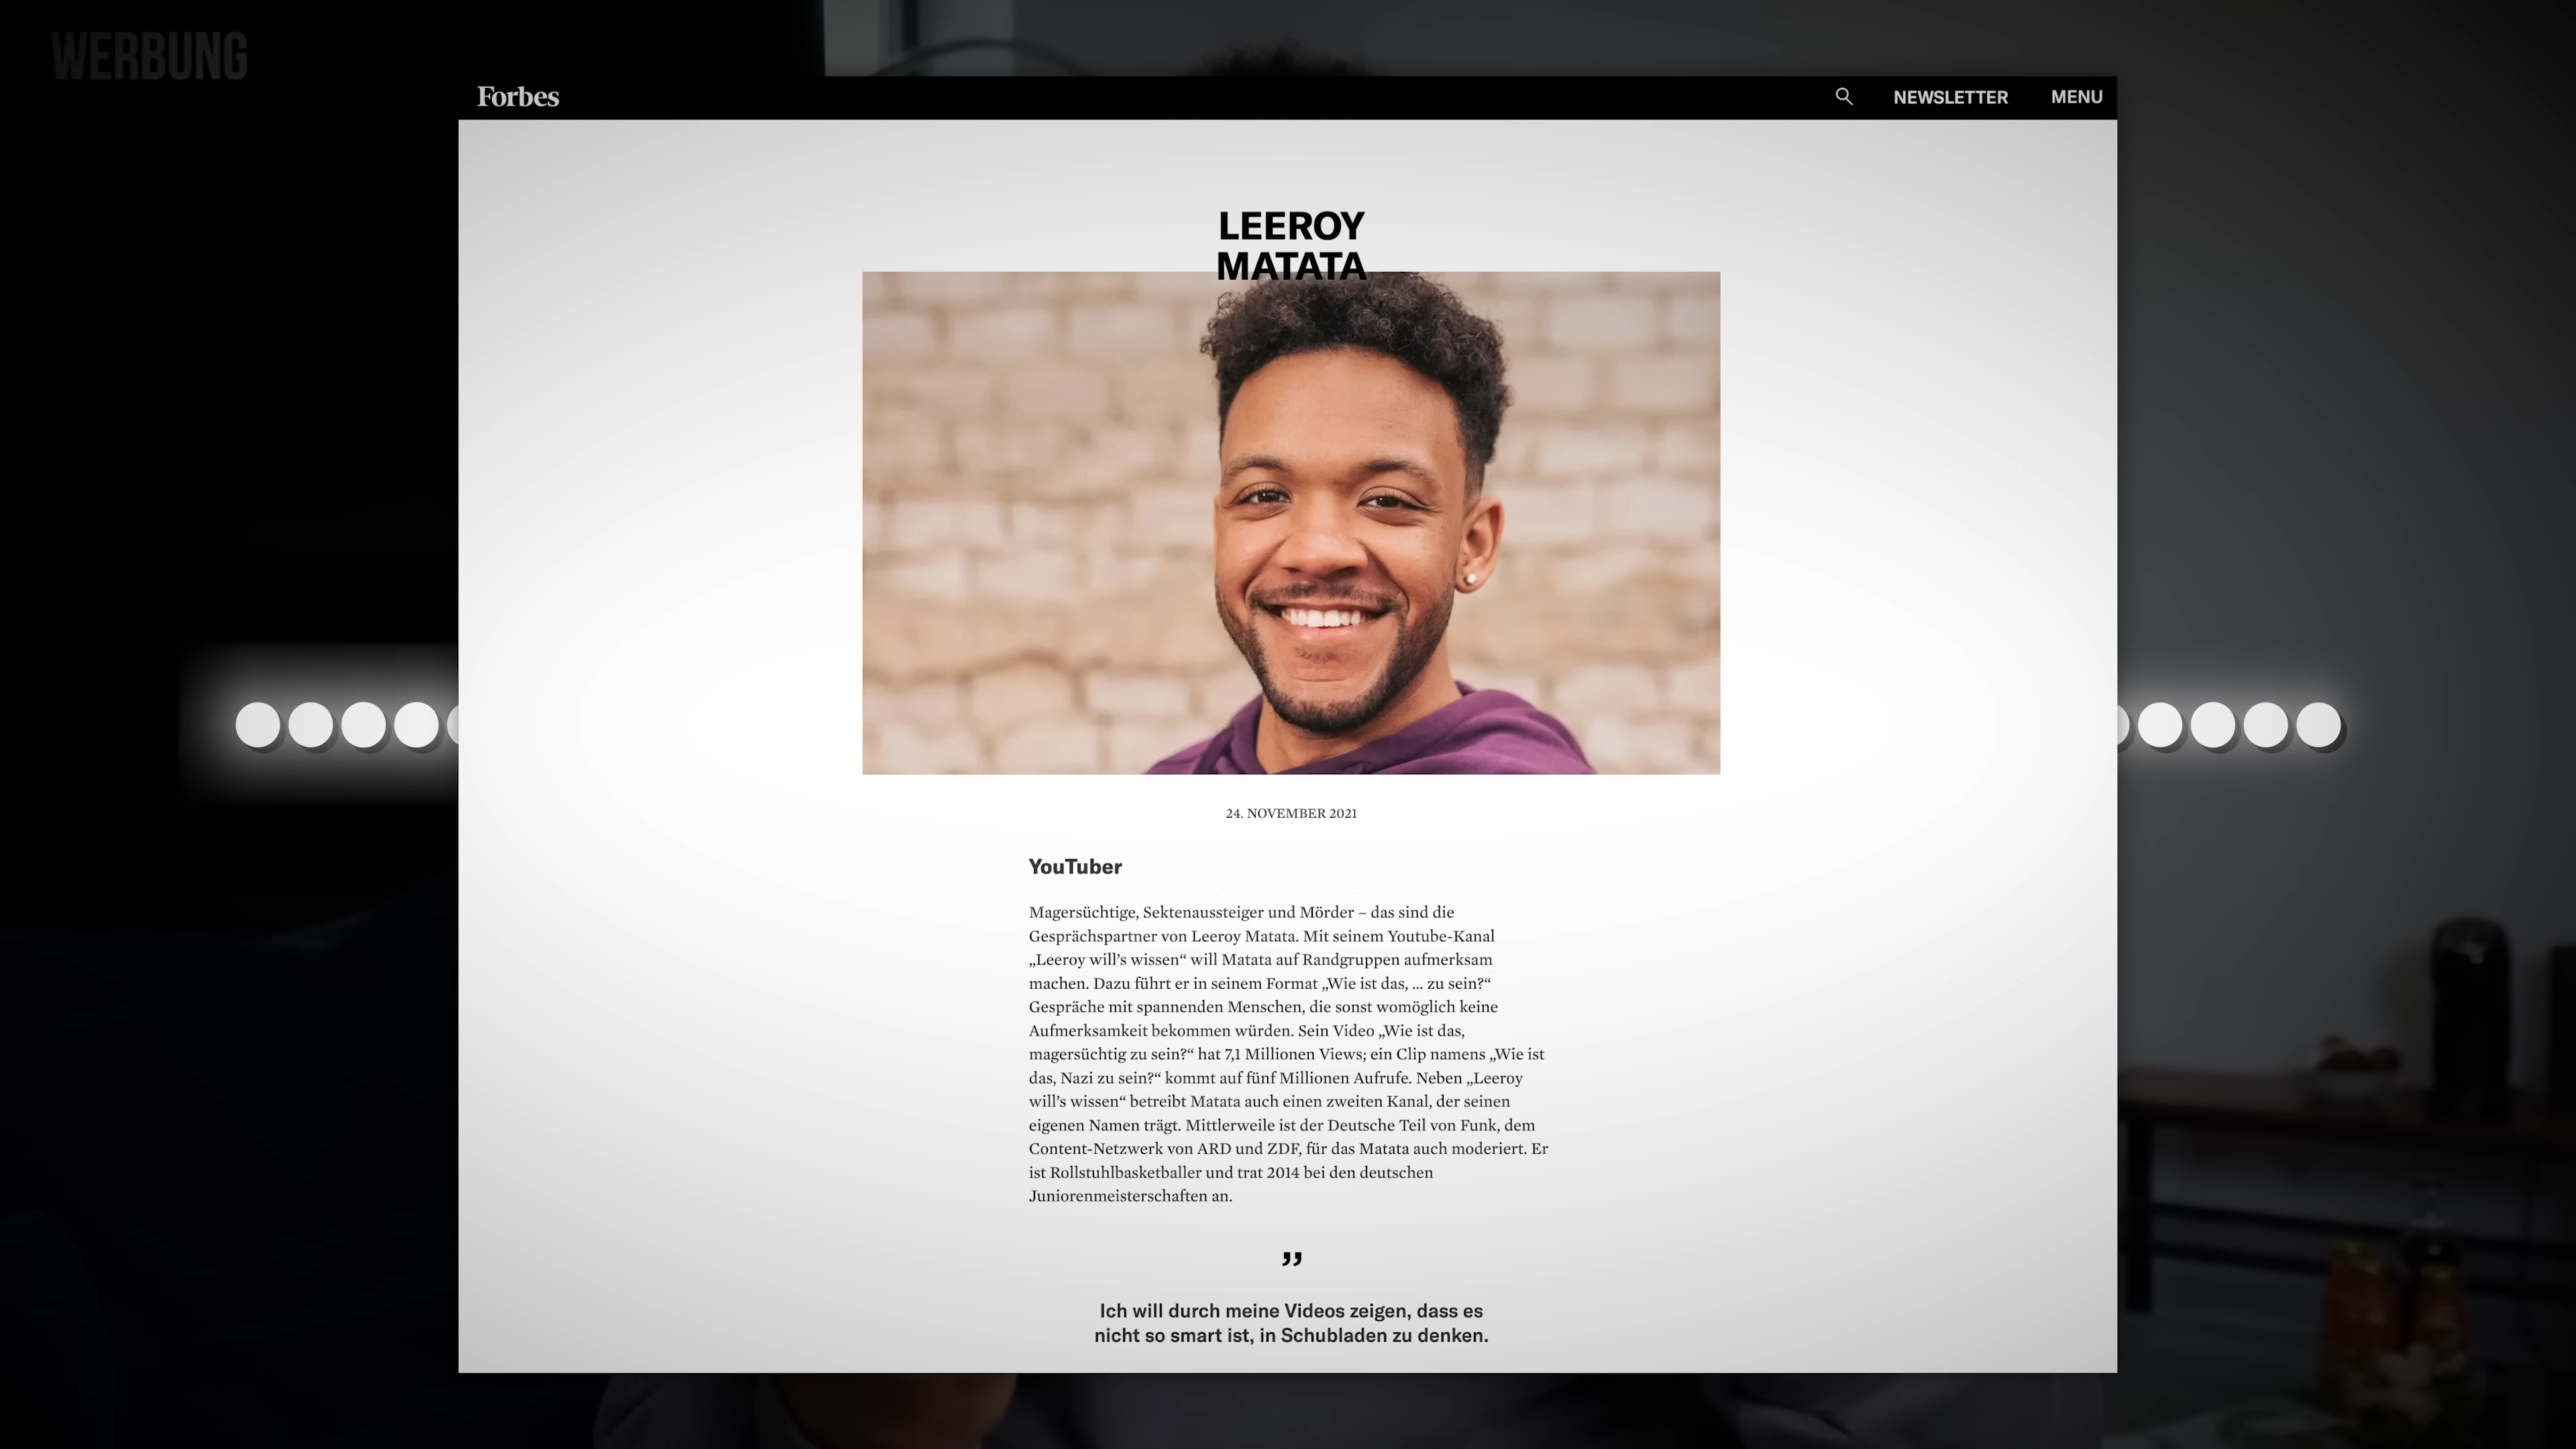 WERBUNG
Forbes
NEWSLETTER
MENU
LEEROY
MATATA
24. NOVEMBER 2021
YouTuber
Magersüchtige, Sektenaussteiger und Mörder – das sind die
Gesprächspartner von Leeroy Matata. Mit seinem Youtube-Kanal
„Leeroy will’s wissen“ will Matata auf Randgruppen aufmerksam
machen. Dazu führt er in seinem Format „Wie ist das, ... zu sein?“
Gespräche mit spannenden Menschen, die sonst womöglich keine
Aufmerksamkeit bekommen würden. Sein Video „Wie ist das,
magersüchtig zu sein?“ hat 7,1 Millionen Views; ein Clip namens „Wie ist
das, Nazi zu sein?“ kommt auf fünf Millionen Aufrufe. Neben „Leeroy
will’s wissen“ betreibt Matata auch einen zweiten Kanal, der seinen
eigenen Namen trägt. Mittlerweile ist der Deutsche Teil von Funk, dem
Content-Netzwerk von ARD und ZDF, für das Matata auch moderiert. Er
ist Rollstuhlbasketballer und trat 2014 bei den deutschen
Juniorenmeisterschaften an.
”
Ich will durch meine Videos zeigen, dass es
nicht so smart ist, in Schubladen zu denken.